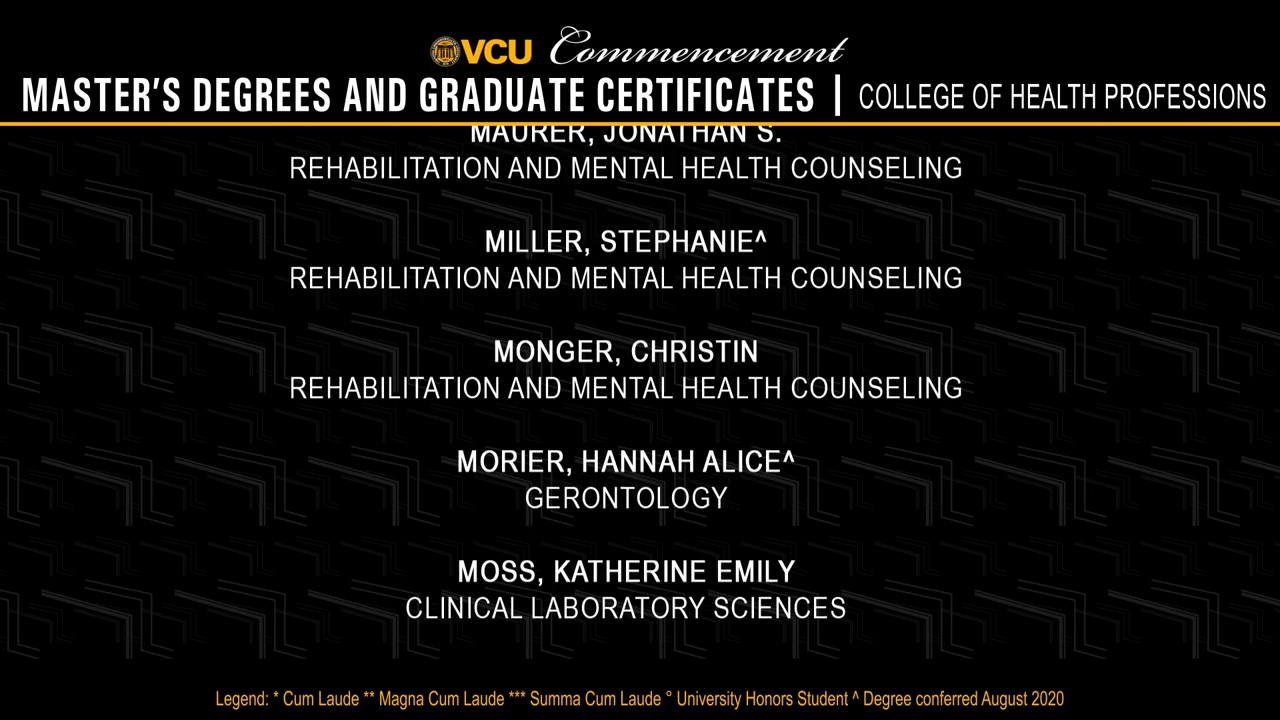 VCU Commencement
MASTER'S DEGREES AND GRADUATE CERTIFICATES | COLLEGE OF HEALTH PROFESSIONS
MAURER, JONATHAN S.
REHABILITATION AND MENTAL HEALTH COUNSELING
MILLER, STEPHANIE^
REHABILITATION AND MENTAL HEALTH COUNSELING
MONGER, CHRISTIN
REHABILITATION AND MENTAL HEALTH COUNSELING
MORIER, HANNAH ALICE^
GERONTOLOGY
MOSS, KATHERINE EMILY
CLINICAL LABORATORY SCIENCES
Legend: * Cum Laude ** Magna Cum Laude *** Summa Cum Laude ° University Honors Student ^ Degree conferred August 2020